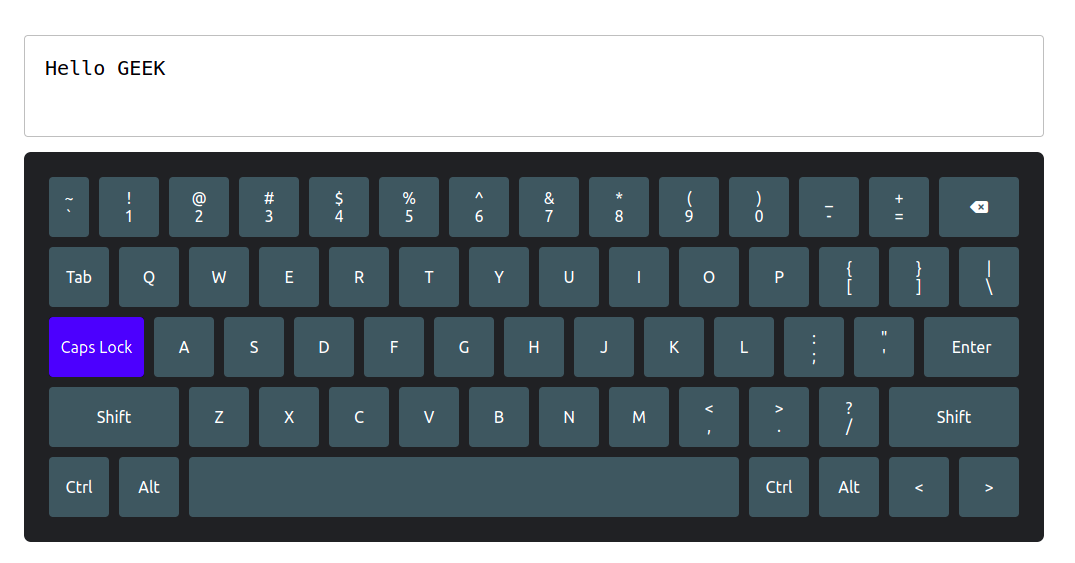 Hello GEEK
~ ! @ # $ % ^ & * ( ) _ +
` 1 2 3 4 5 6 7 8 9 0 - =
Tab Q W E R T Y U I O P { } |
[ ] \
Caps Lock A S D F G H J K L : " Enter
; '
Shift Z X C V B N M < > ? Shift
, . /
Ctrl Alt Ctrl Alt < >